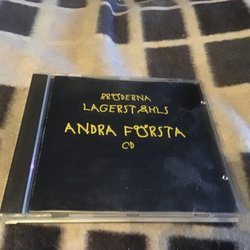 BRÖDERNA
LAGERSTÅHLS
ANDRA FÖRSTA
CD